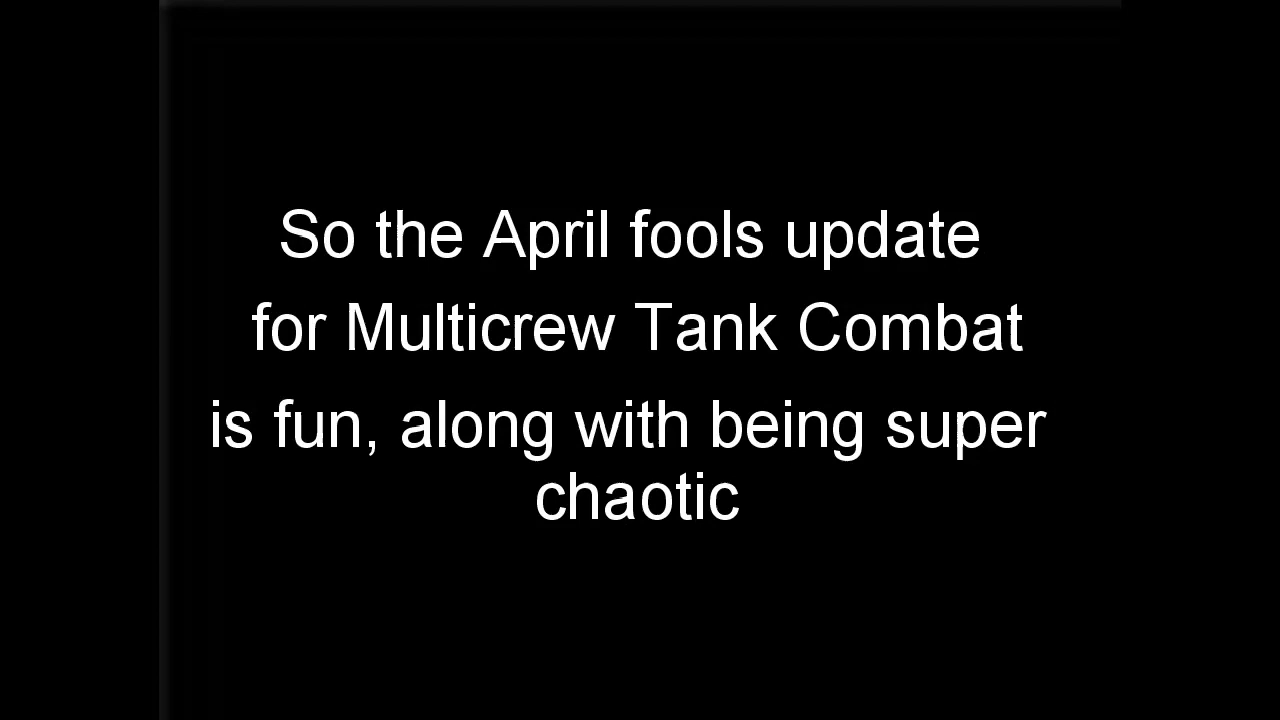 So the April fools update
for Multicrew Tank Combat
is fun, along with being super
chaotic